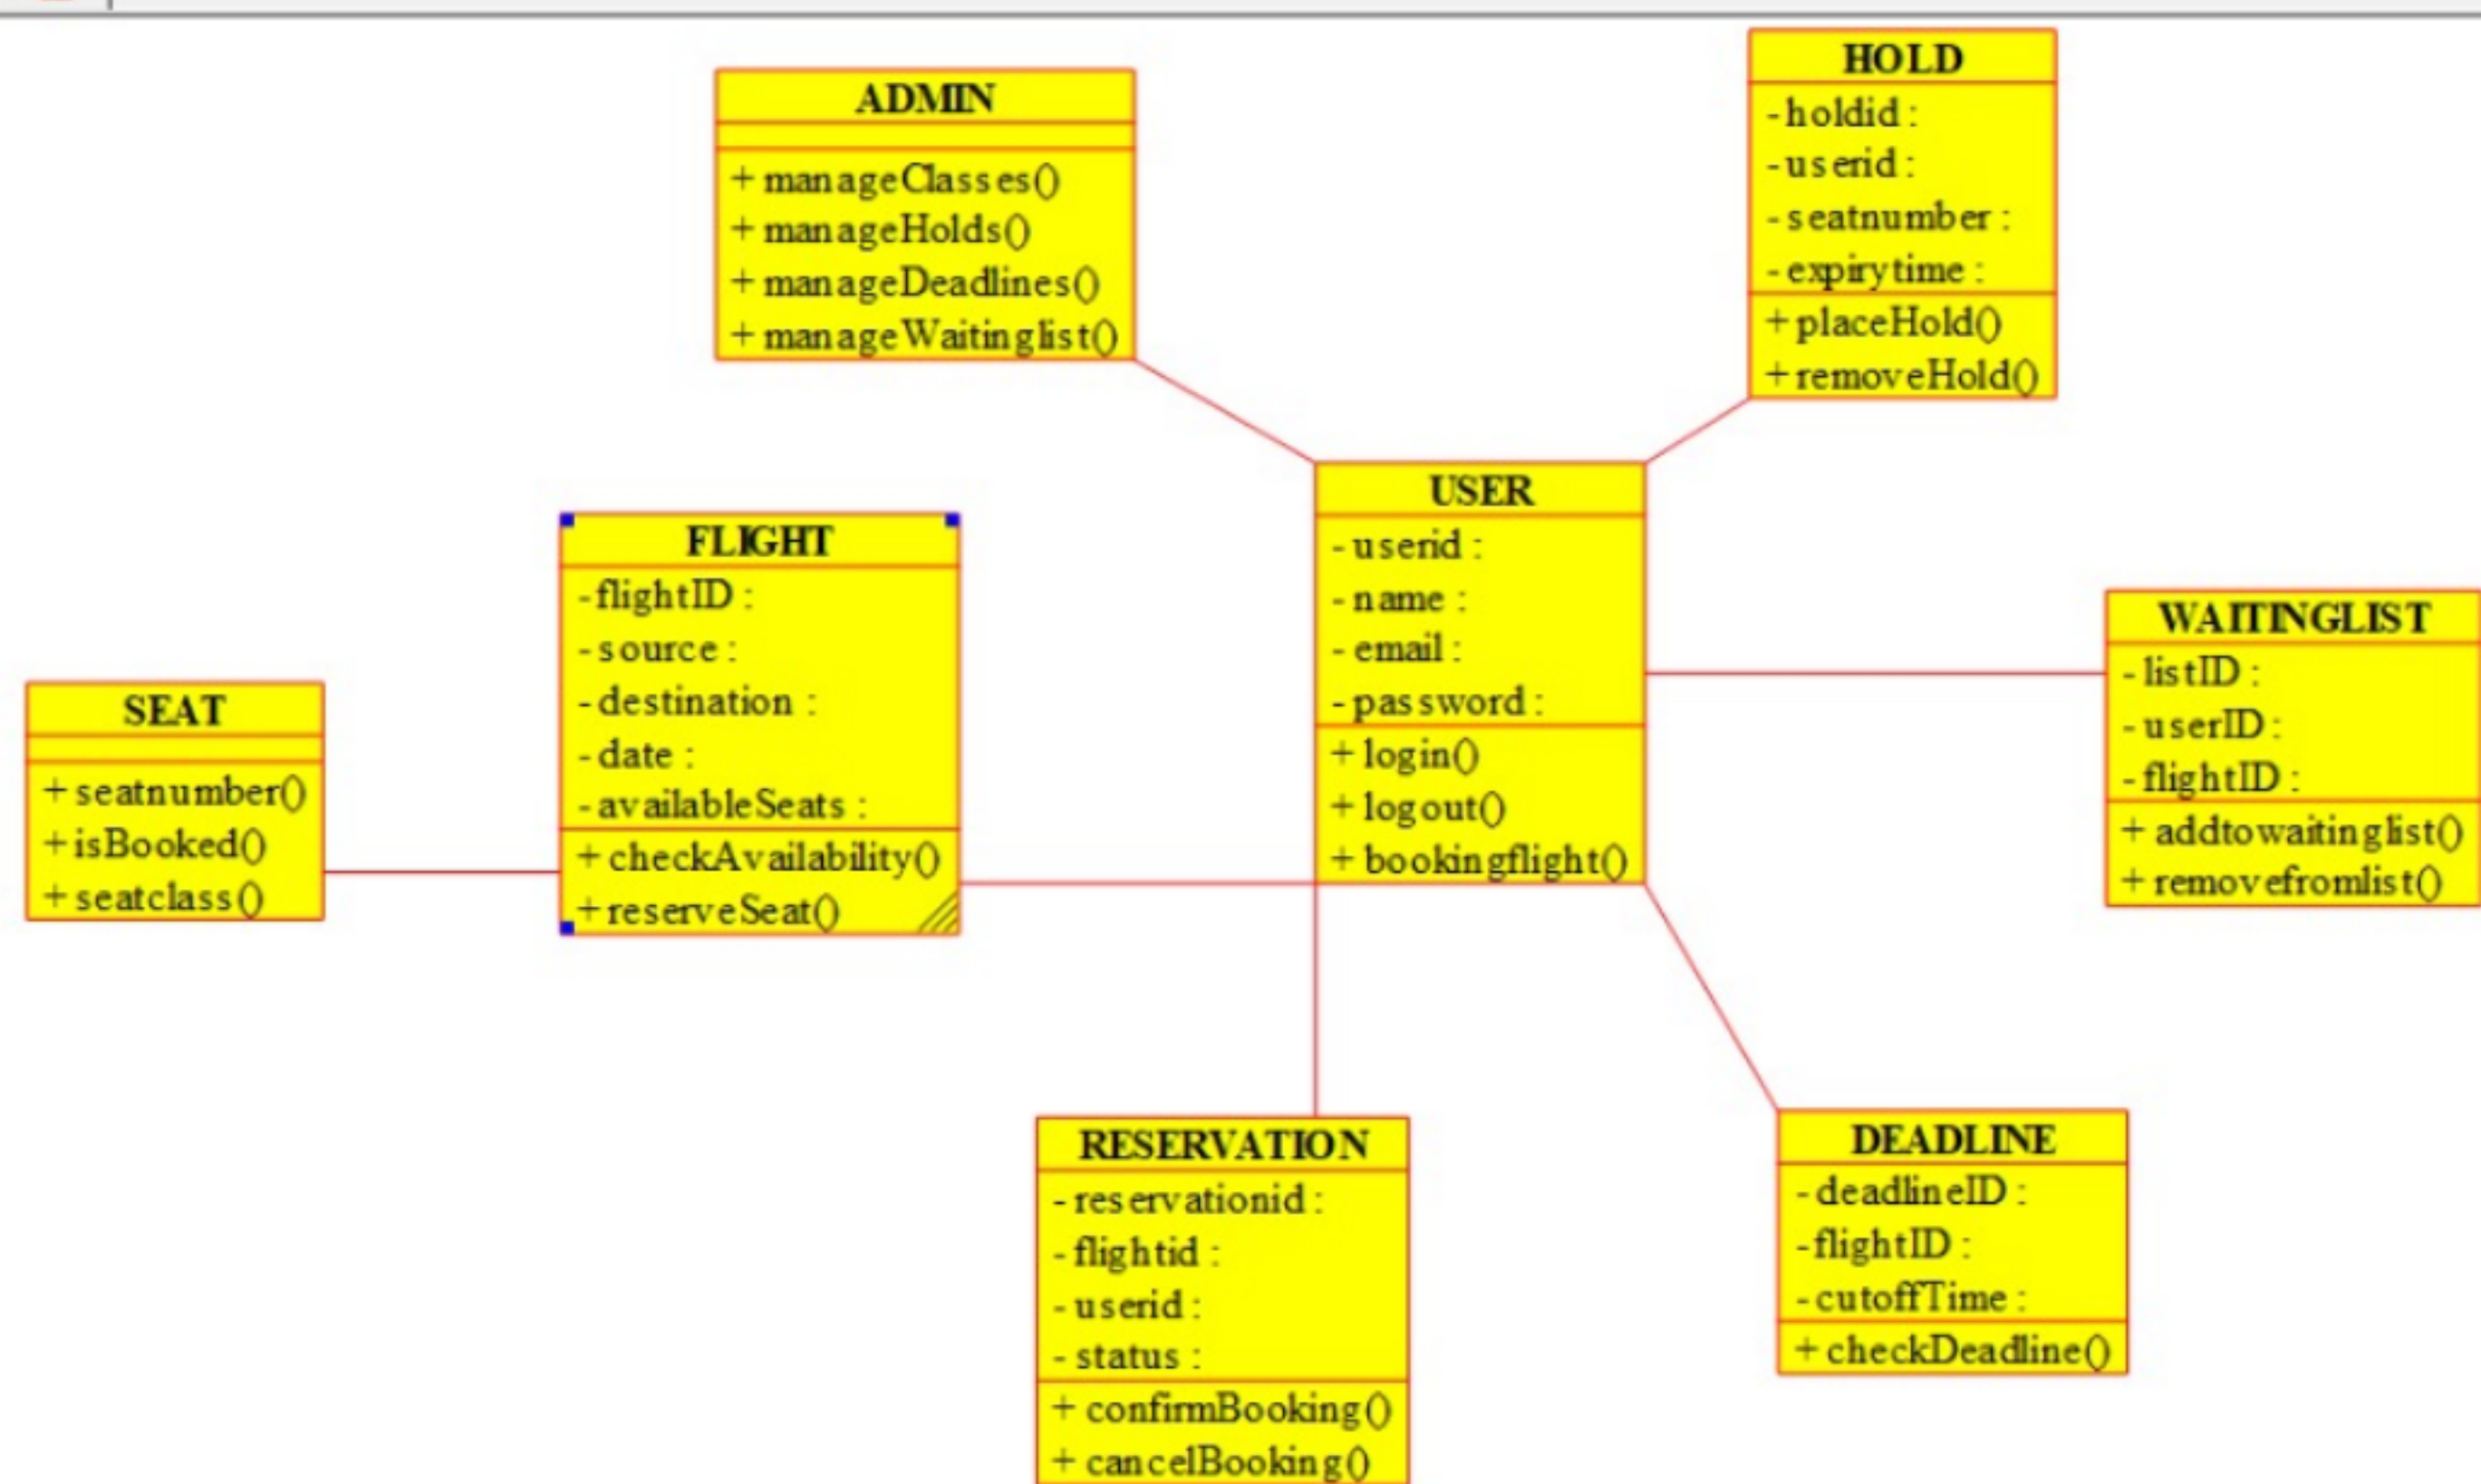 ADMIN
+ manageClasses()
+ manageHolds()
+ manageDeadlines()
+ manageWaitinglist()
HOLD
- holdid :
- userid :
- seatnumber :
- expirytime :
+ placeHold()
+ removeHold()
USER
- userid :
- name :
- email :
- password :
+ login()
+ logout()
+ bookingflight()
FLIGHT
- flightID :
- source :
- destination :
- date :
- availableSeats :
+ checkAvailability()
+ reserveSeat()
SEAT
+ seatnumber()
+ isBooked()
+ seatclass()
WAITINGLIST
- listID :
- userID :
- flightID :
+ addtowaitinglist()
+ removefromlist()
RESERVATION
- reservationid :
- flightid :
- userid :
- status :
+ confirmBooking()
+ cancelBooking()
DEADLINE
- deadlineID :
- flightID :
- cutoffTime :
+ checkDeadline()